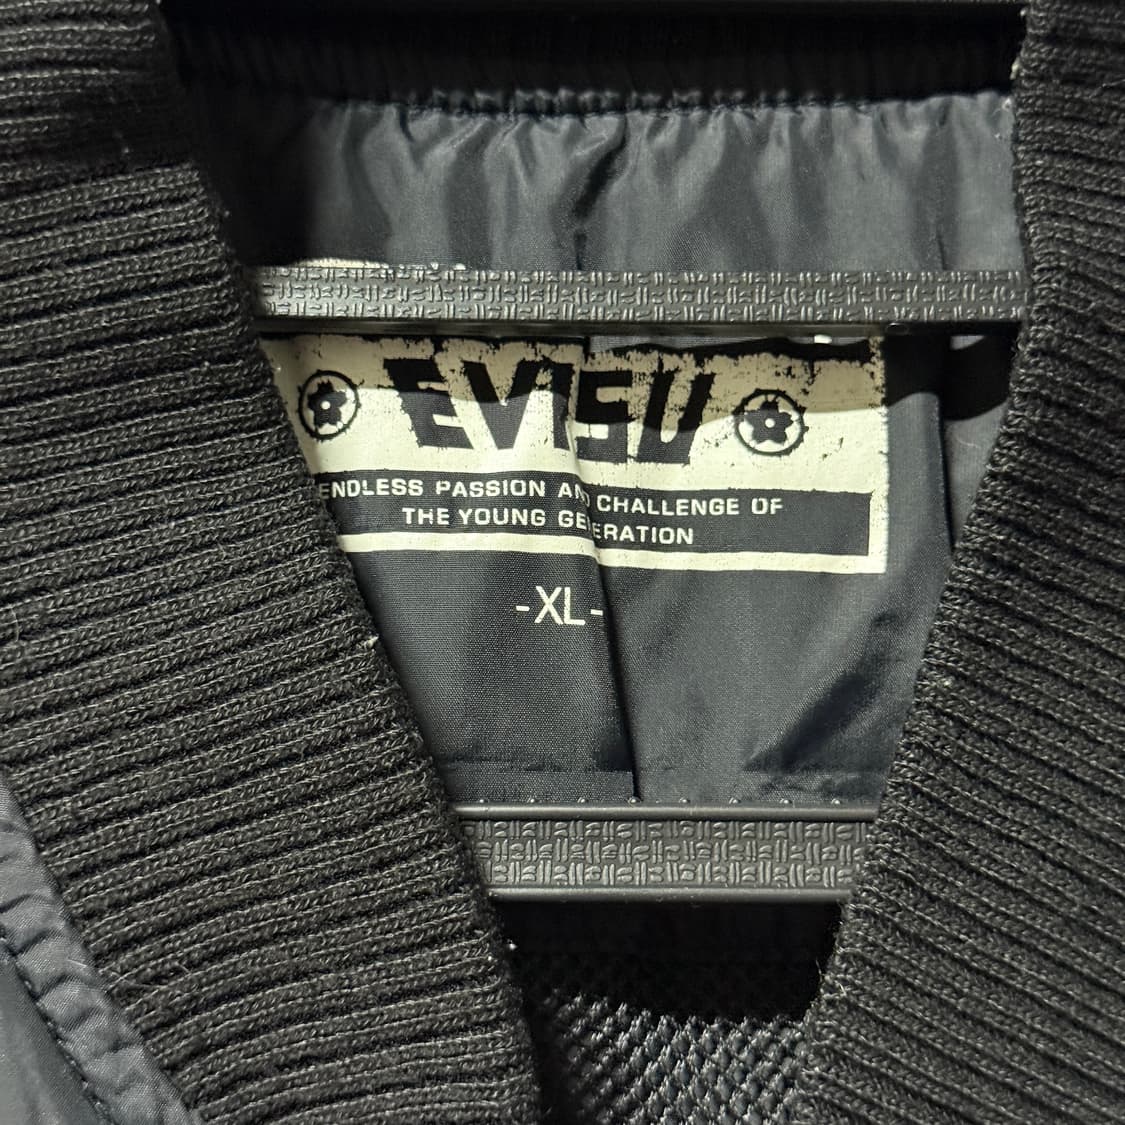 EVISU
ENDLESS PASSION AND CHALLENGE OF
THE YOUNG GENERATION
-XL-